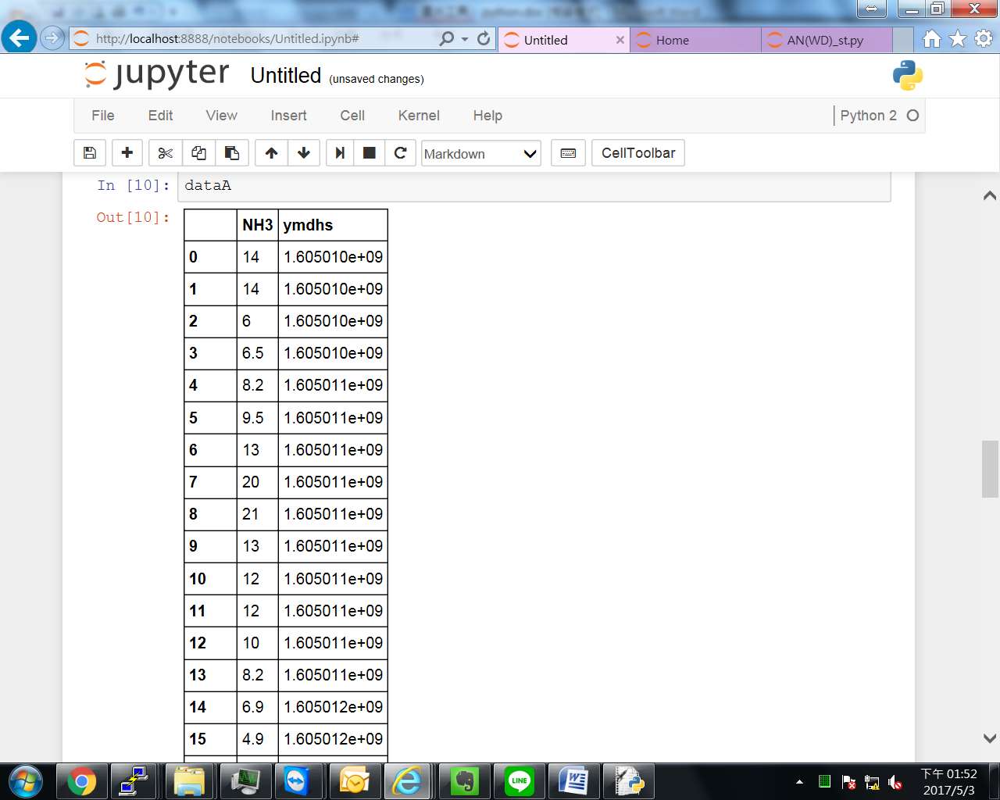 http://localhost:8888/notebooks/Untitled.ipynb#
Untitled
Home
AN(WD)_st.py
jupyter Untitled (unsaved changes)
File Edit View Insert Cell Kernel Help
Python 2
Markdown
CellToolbar
In [10]: dataA
Out[10]:
NH3 ymdhs
0 14 1.605010e+09
1 14 1.605010e+09
2 6 1.605010e+09
3 6.5 1.605010e+09
4 8.2 1.605011e+09
5 9.5 1.605011e+09
6 13 1.605011e+09
7 20 1.605011e+09
8 21 1.605011e+09
9 13 1.605011e+09
10 12 1.605011e+09
11 12 1.605011e+09
12 10 1.605011e+09
13 8.2 1.605011e+09
14 6.9 1.605012e+09
15 4.9 1.605012e+09
LINE
下午 01:52
2017/5/3